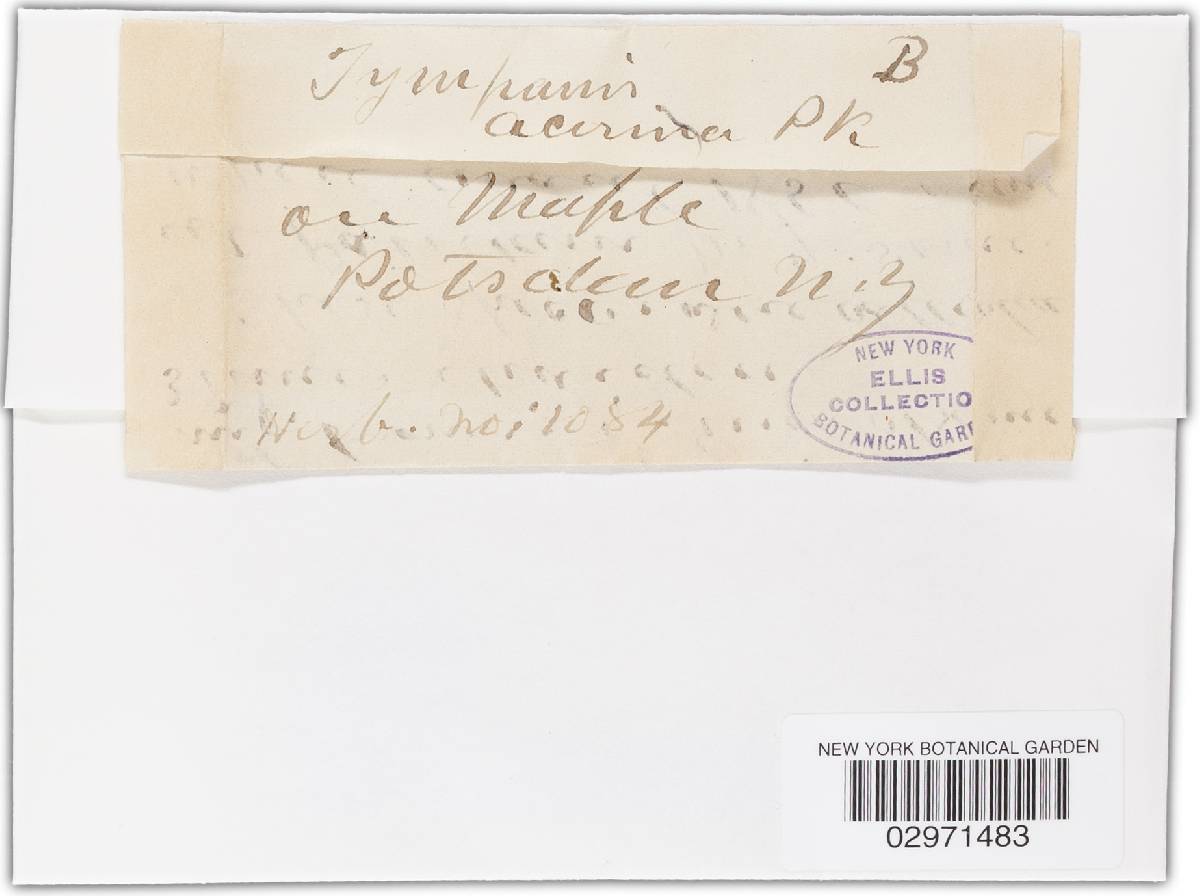 B
Tympanis
acerina Pk
on Maple
Potsdam N.Y
Herb. no. 1084
NEW YORK
ELLIS
COLLECTIO
BOTANICAL GARD
NEW YORK BOTANICAL GARDEN
02971483